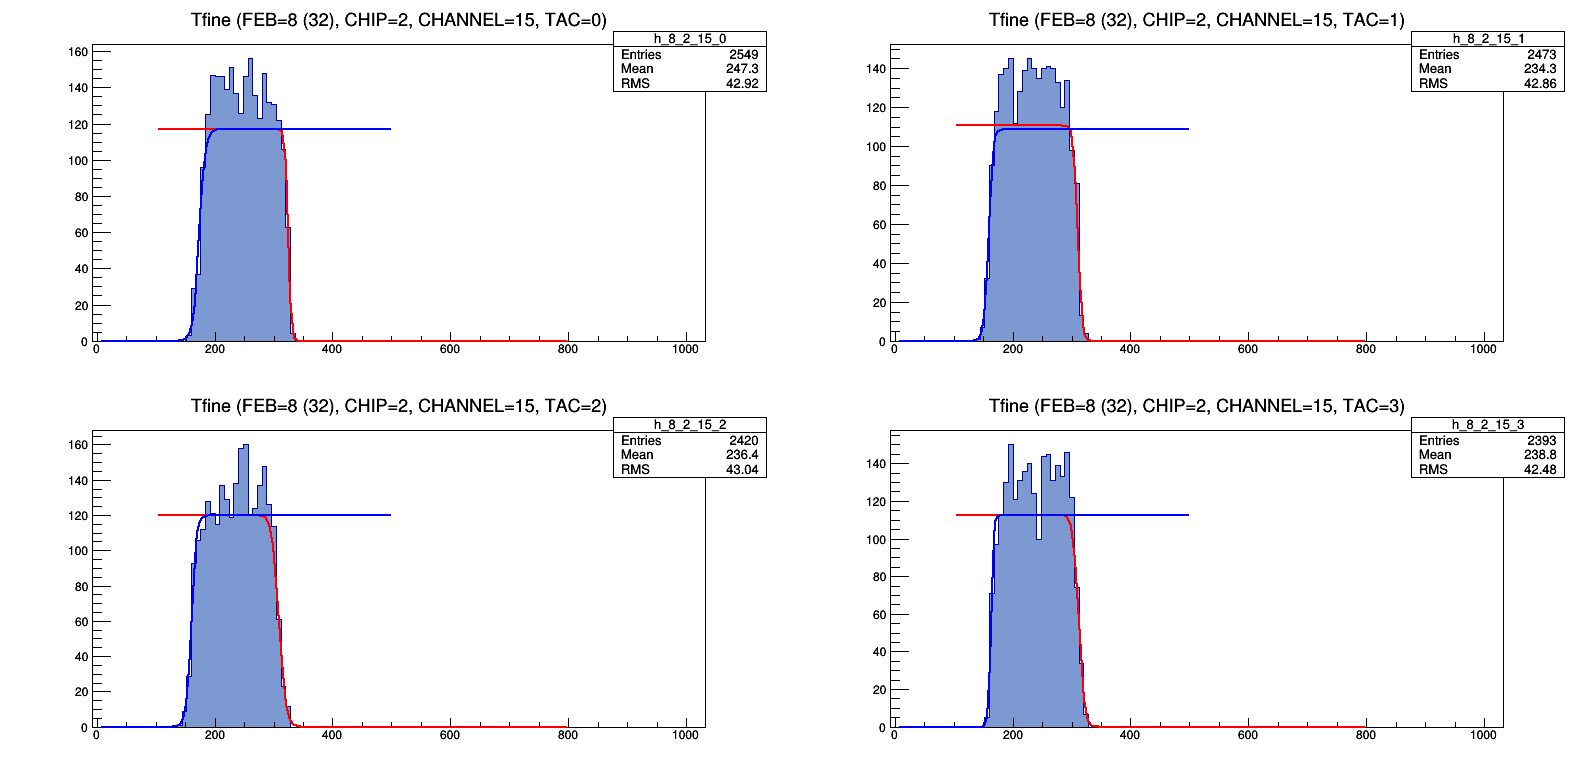 Tfine (FEB=8 (32), CHIP=2, CHANNEL=15, TAC=0)
h_8_2_15_0
Entries 2549
Mean 247.3
RMS 42.92
160
140
120
100
80
60
40
20
0
0 200 400 600 800 1000
Tfine (FEB=8 (32), CHIP=2, CHANNEL=15, TAC=1)
h_8_2_15_1
Entries 2473
Mean 234.3
RMS 42.86
140
120
100
80
60
40
20
0
0 200 400 600 800 1000
Tfine (FEB=8 (32), CHIP=2, CHANNEL=15, TAC=2)
h_8_2_15_2
Entries 2420
Mean 236.4
RMS 43.04
160
140
120
100
80
60
40
20
0
0 200 400 600 800 1000
Tfine (FEB=8 (32), CHIP=2, CHANNEL=15, TAC=3)
h_8_2_15_3
Entries 2393
Mean 238.8
RMS 42.48
140
120
100
80
60
40
20
0
0 200 400 600 800 1000